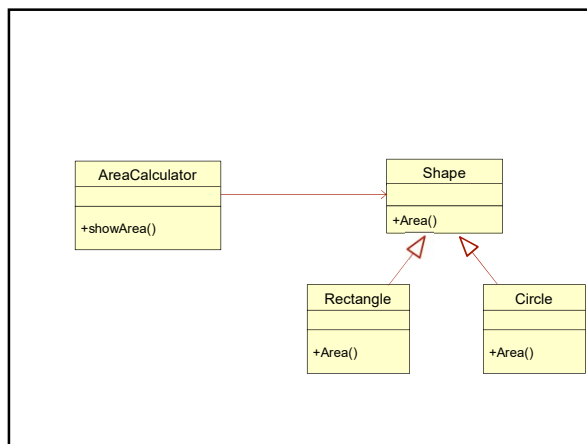 AreaCalculator
+showArea()
Shape
+Area()
Rectangle
+Area()
Circle
+Area()